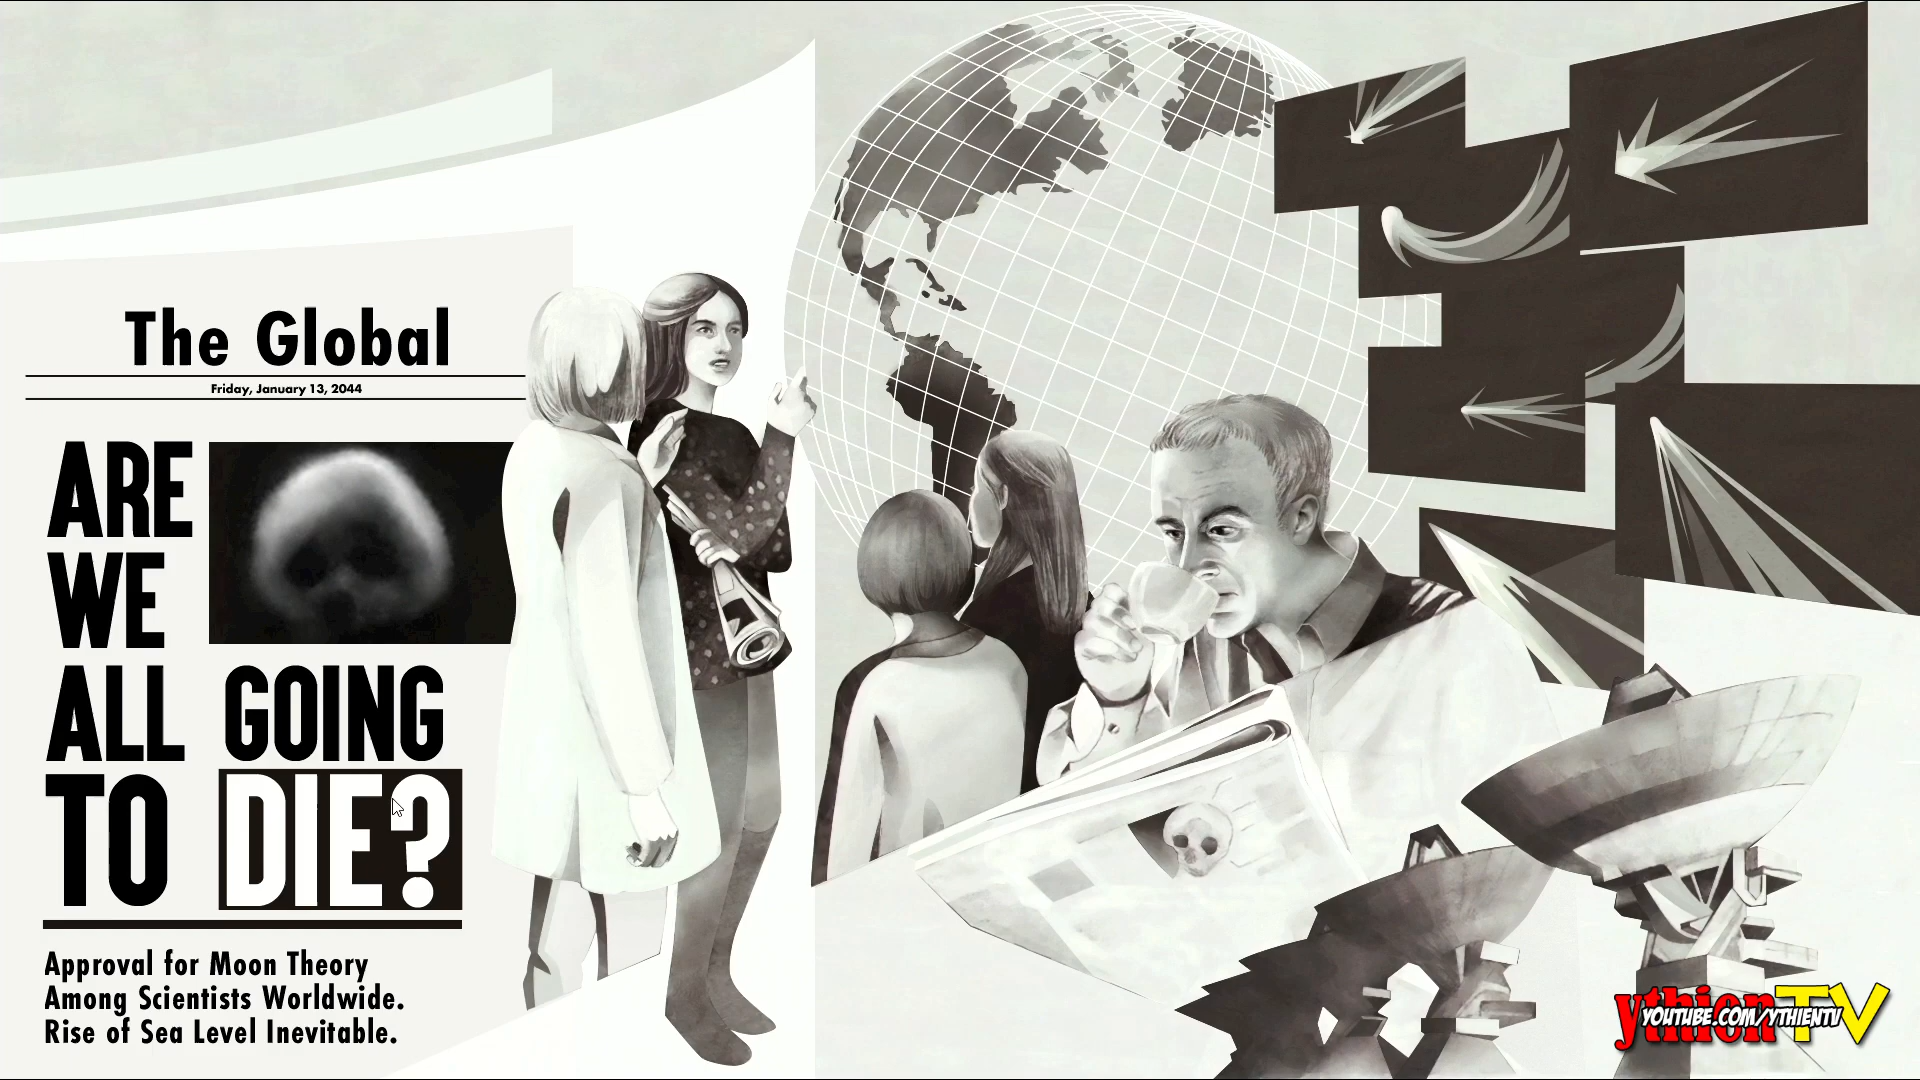 The Global
Friday, January 13, 2044
ARE
WE
ALL GOING
TO DIE?
Approval for Moon Theory
Among Scientists Worldwide.
Rise of Sea Level Inevitable.
ythienTV
YOUTUBE.COM/YTHIENTV